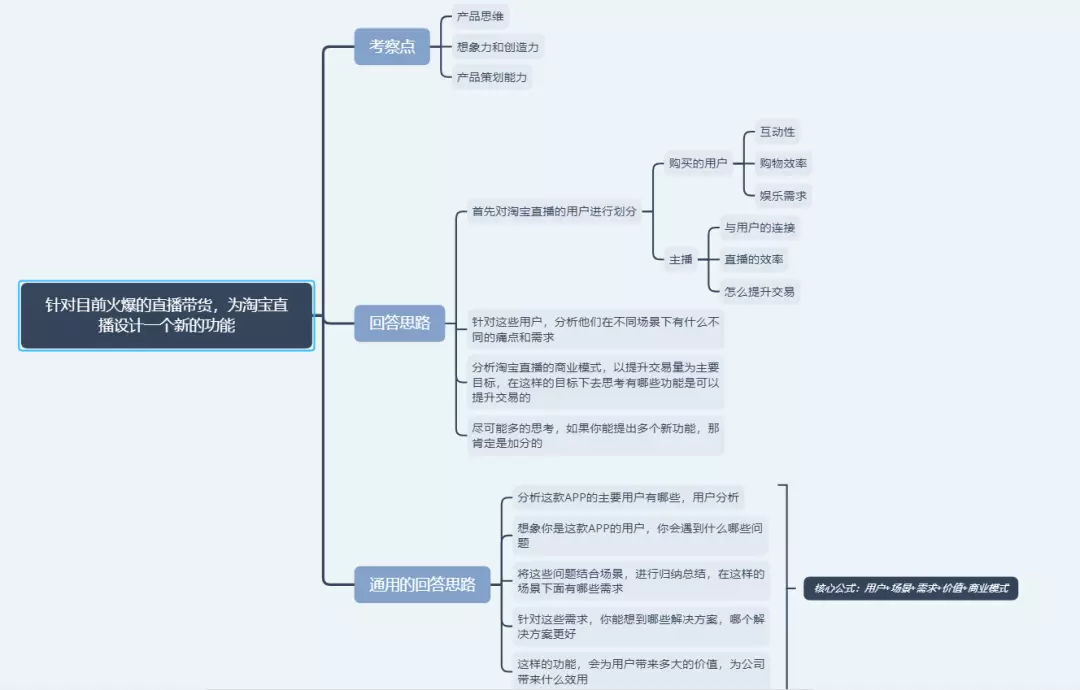 针对目前火爆的直播带货，为淘宝直
播设计一个新的功能
考察点
产品思维
想象力和创造力
产品策划能力
回答思路
首先对淘宝直播的用户进行划分
购买的用户
互动性
购物效率
娱乐需求
主播
与用户的连接
直播的效率
怎么提升交易
针对这些用户，分析他们在不同场景下有什么不
同的痛点和需求
分析淘宝直播的商业模式，以提升交易量为主要
目标，在这样的目标下去思考有哪些功能是可以
提升交易的
尽可能多的思考，如果你能提出多个新功能，那
肯定是加分的
通用的回答思路
分析这款APP的主要用户有哪些，用户分析
想象你是这款APP的用户，你会遇到什么哪些问
题
将这些问题结合场景，进行归纳总结，在这样的
场景下面有哪些需求
针对这些需求，你能想到哪些解决方案，哪个解
决方案更好
这样的功能，会为用户带来多大的价值，为公司
带来什么效用
核心公式：用户+场景+需求+价值+商业模式